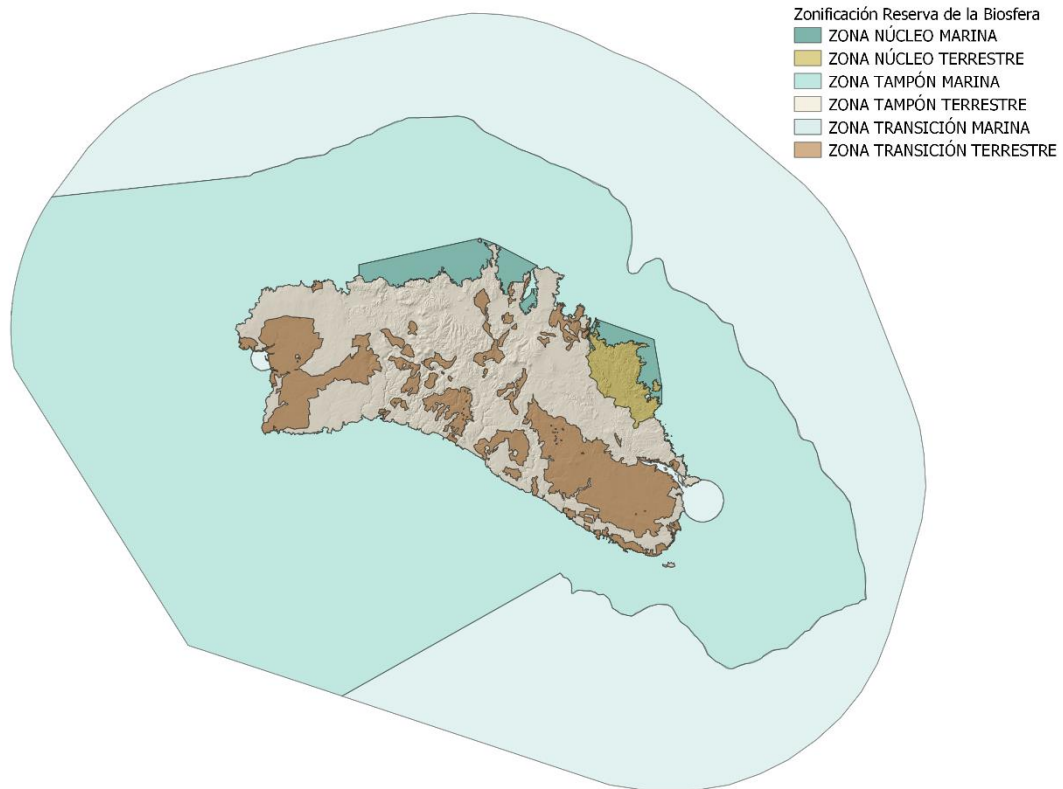 Zonificación Reserva de la Biosfera
ZONA NÚCLEO MARINA
ZONA NÚCLEO TERRESTRE
ZONA TAMPÓN MARINA
ZONA TAMPÓN TERRESTRE
ZONA TRANSICIÓN MARINA
ZONA TRANSICIÓN TERRESTRE